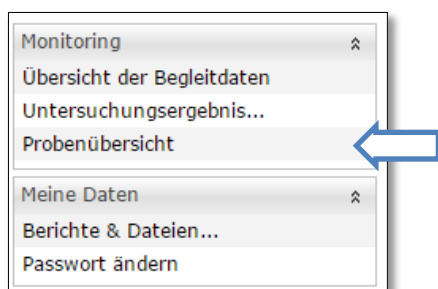 Monitoring
Übersicht der Begleitdaten
Untersuchungsergebnis...
Probenübersicht
Meine Daten
Berichte & Dateien...
Passwort ändern